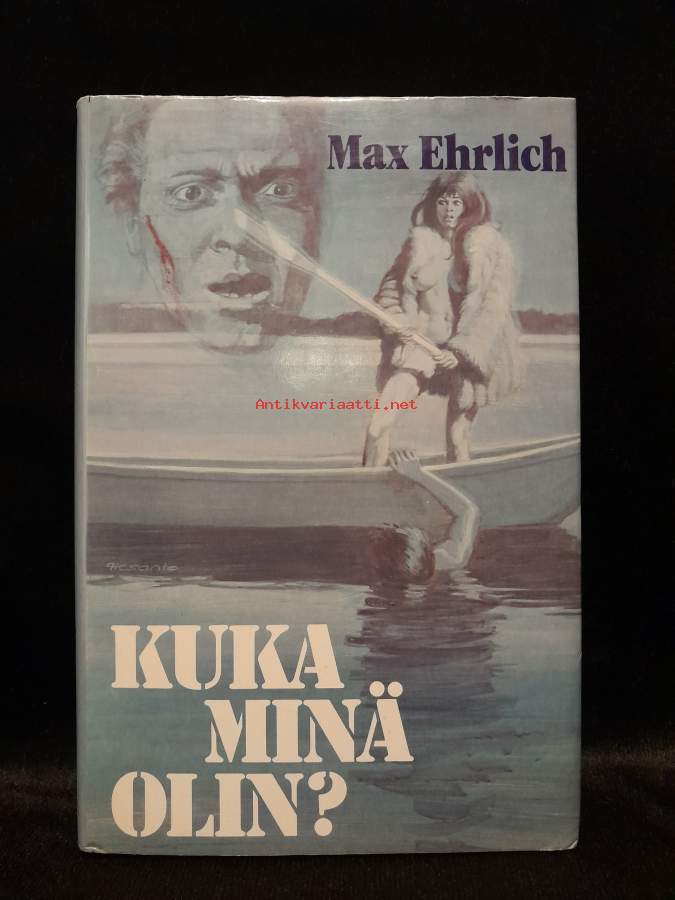 Max Ehrlich
Antikvariaatti.net
KUKA
MINÄ
OLIN?